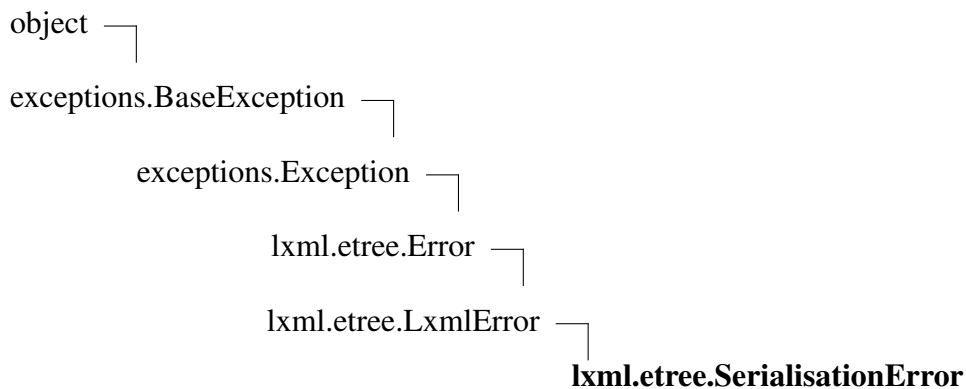 object
exceptions.BaseException
exceptions.Exception
lxml.etree.Error
lxml.etree.LxmlError
lxml.etree.SerialisationError